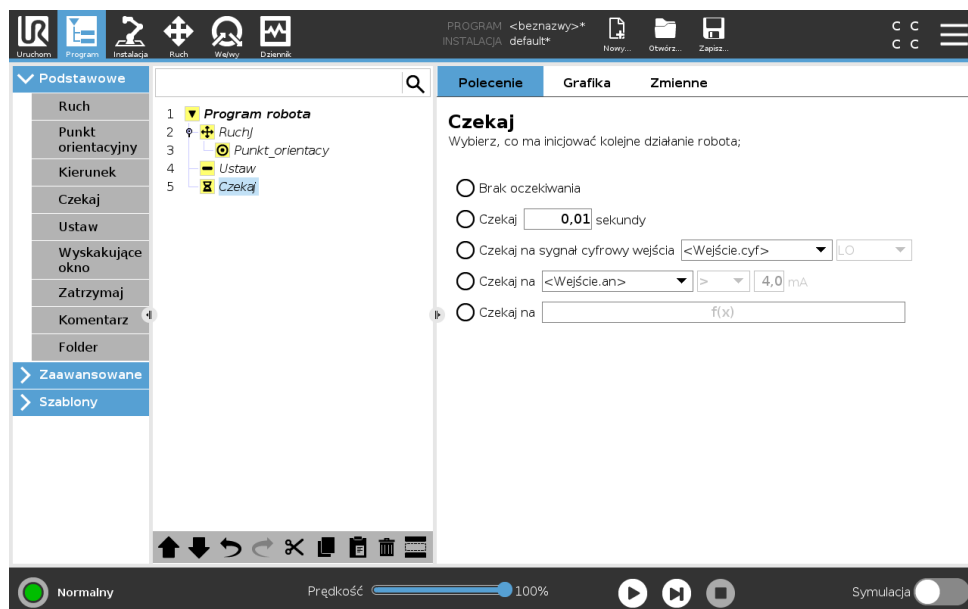 UR
Uruchom
Program
Instalacja
Ruch
We/wy
Dziennik
PROGRAM <beznazwy>*
INSTALACJA default*
Nowy...
Otwórz...
Zapisz...
C C
C C
Podstawowe
Ruch
Punkt
orientacyjny
Kierunek
Czekaj
Ustaw
Wyskakujące
okno
Zatrzymaj
Komentarz
Folder
Zaawansowane
Szablony
1 Program robota
2 RuchJ
3 Punkt_orientacy
4 Ustaw
5 Czekaj
Polecenie Grafika Zmienne
Czekaj
Wybierz, co ma inicjować kolejne działanie robota;
Brak oczekiwania
Czekaj 0,01 sekundy
Czekaj na sygnał cyfrowy wejścia <Wejście.cyf> LO
Czekaj na <Wejście.an> > 4,0 mA
Czekaj na f(x)
Normalny
Prędkość 100%
Symulacja